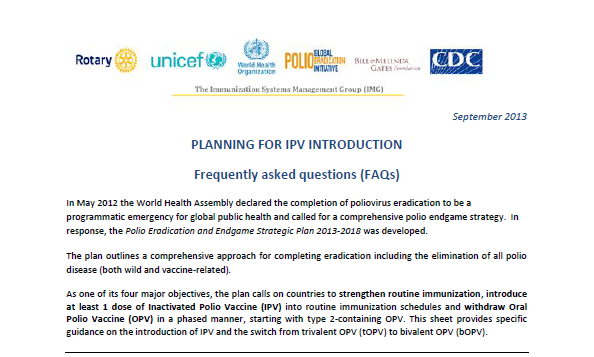 Rotary unicef World Health Organization POLIO GLOBAL ERADICATION INITIATIVE BILL & MELINDA GATES foundation CDC
The Immunization Systems Management Group (IMG)
September 2013
PLANNING FOR IPV INTRODUCTION
Frequently asked questions (FAQs)
In May 2012 the World Health Assembly declared the completion of poliovirus eradication to be a
programmatic emergency for global public health and called for a comprehensive polio endgame strategy. In
response, the Polio Eradication and Endgame Strategic Plan 2013-2018 was developed.
The plan outlines a comprehensive approach for completing eradication including the elimination of all polio
disease (both wild and vaccine-related).
As one of its four major objectives, the plan calls on countries to strengthen routine immunization, introduce
at least 1 dose of Inactivated Polio Vaccine (IPV) into routine immunization schedules and withdraw Oral
Polio Vaccine (OPV) in a phased manner, starting with type 2-containing OPV. This sheet provides specific
guidance on the introduction of IPV and the switch from trivalent OPV (tOPV) to bivalent OPV (bOPV).